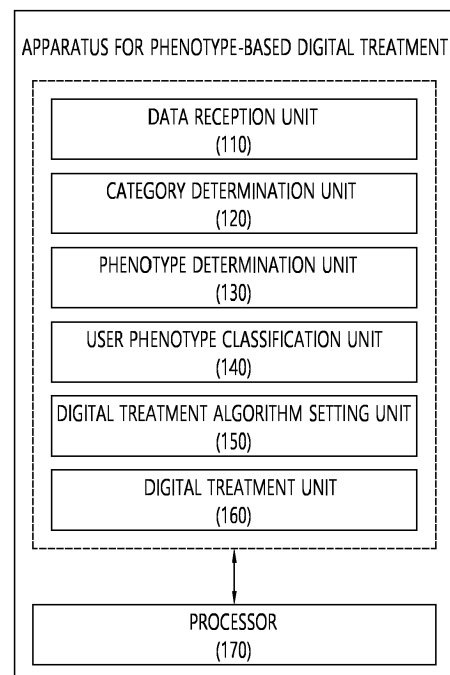 APPARATUS FOR PHENOTYPE-BASED DIGITAL TREATMENT
DATA RECEPTION UNIT
(110)
CATEGORY DETERMINATION UNIT
(120)
PHENOTYPE DETERMINATION UNIT
(130)
USER PHENOTYPE CLASSIFICATION UNIT
(140)
DIGITAL TREATMENT ALGORITHM SETTING UNIT
(150)
DIGITAL TREATMENT UNIT
(160)
PROCESSOR
(170)